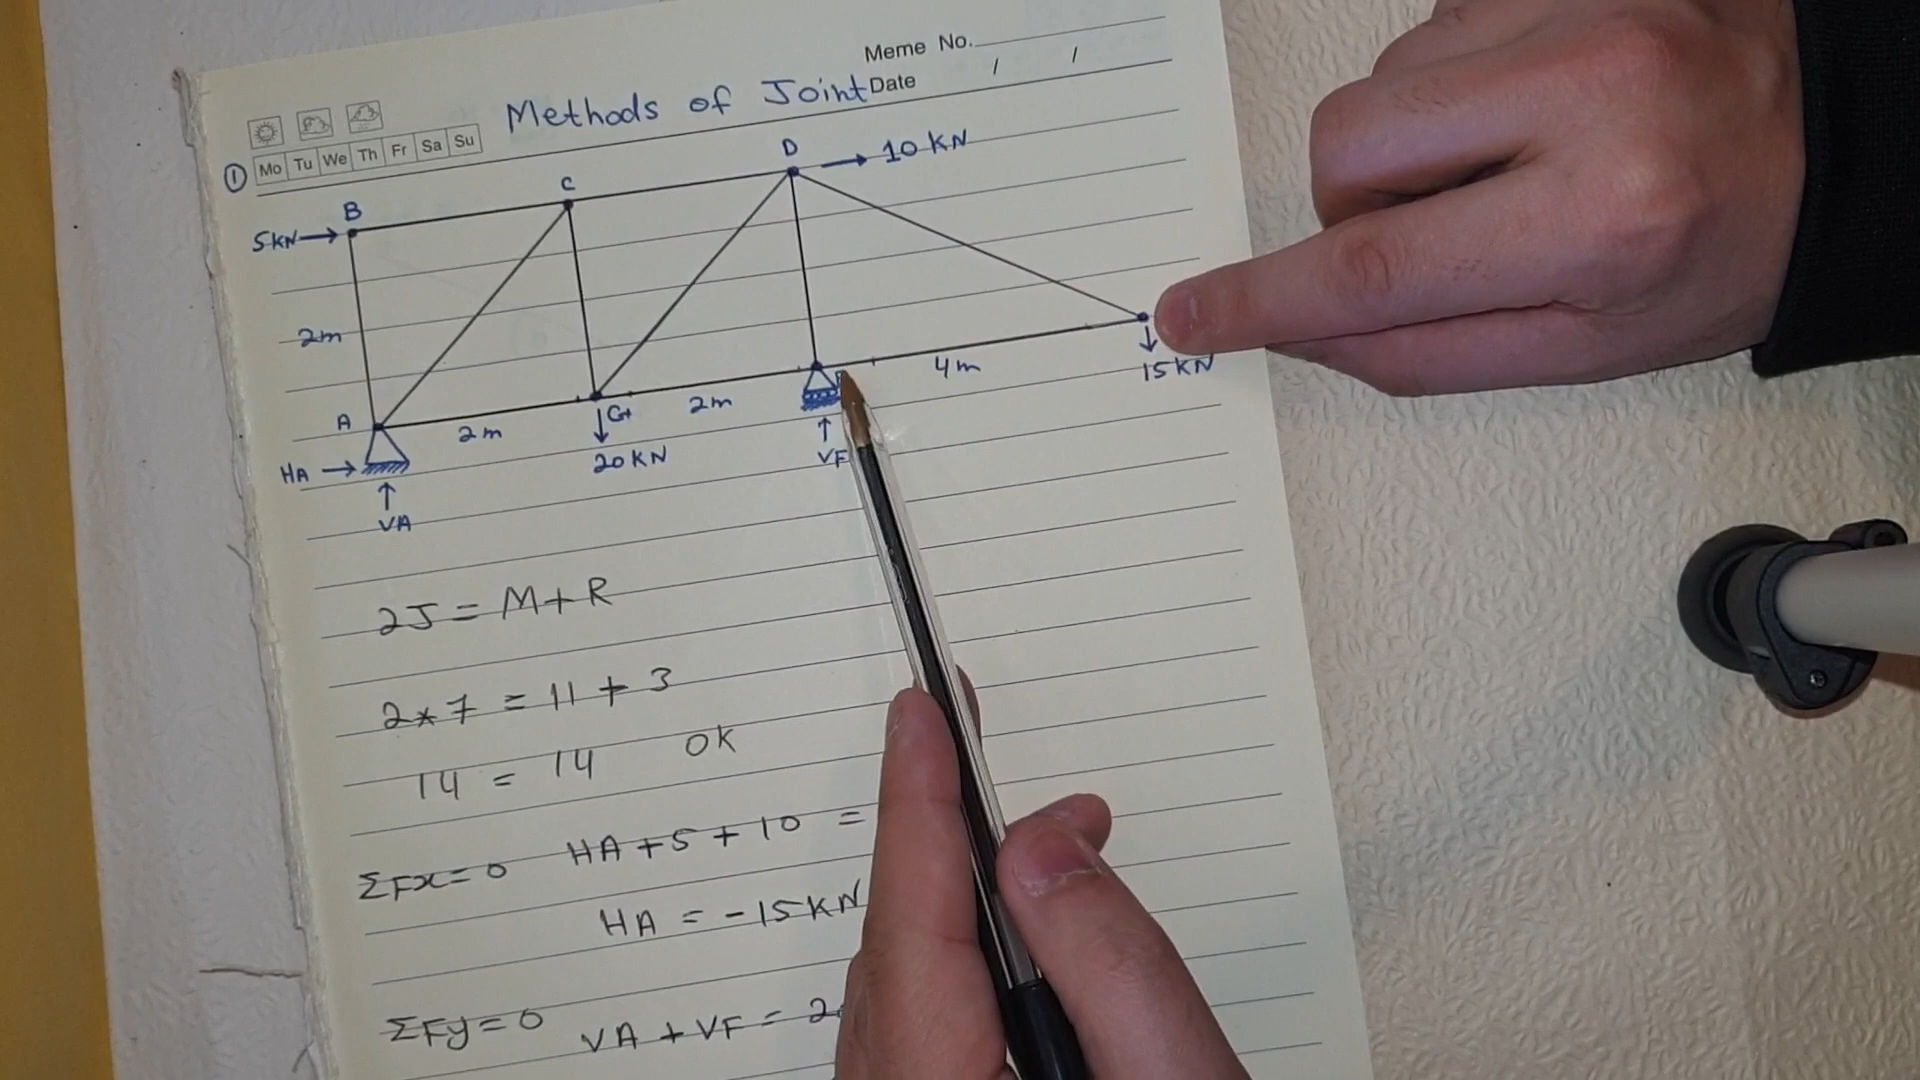 Meme No.
Date / /
Methods of Joint
Mo Tu We Th Fr Sa Su
①
D
10 KN
C
B
5KN
2m
4m
15 KN
A
2m
G
2m
HA
20 KN
VF
VA
2J = M+R
2*7 = 11 + 3
14 = 14 OK
ΣFx=0 HA+5+10 =
HA = -15KN
ΣFy=0 VA + VF =